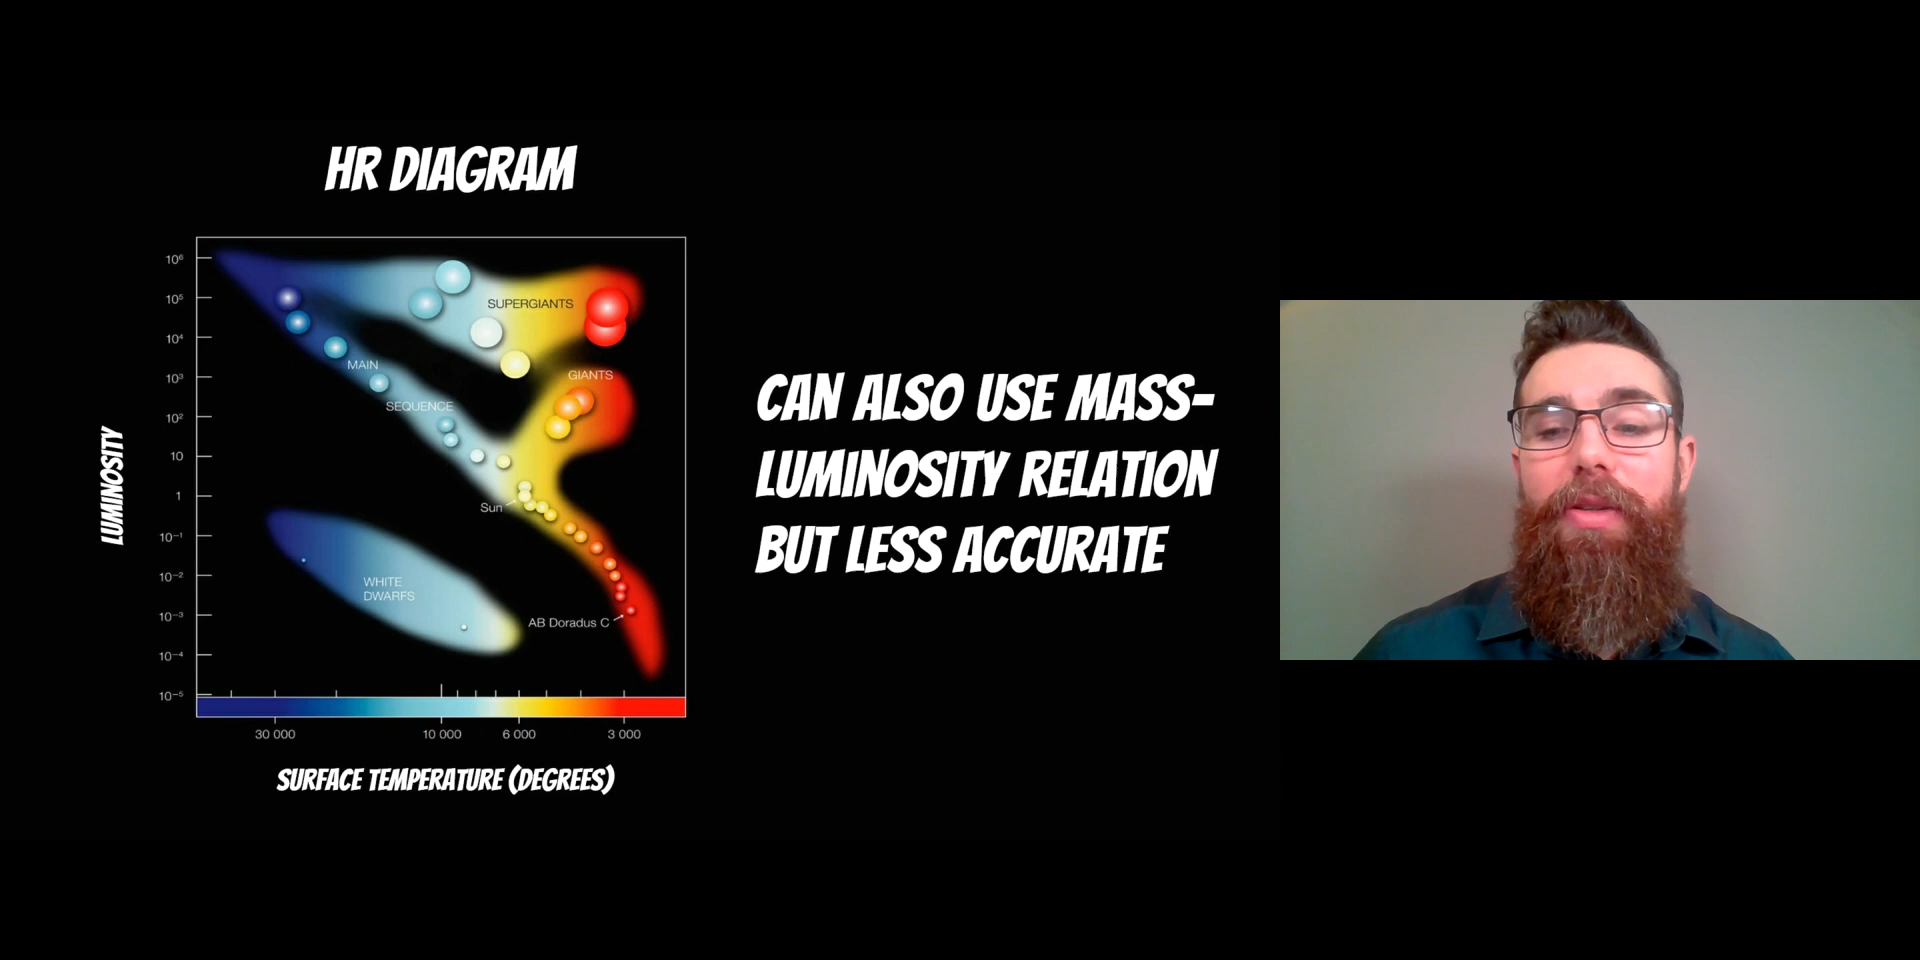 HR DIAGRAM
10⁶
10⁵
10⁴
10³
10²
10
1
10⁻¹
10⁻²
10⁻³
10⁻⁴
10⁻⁵
LUMINOSITY
SUPERGIANTS
MAIN
SEQUENCE
GIANTS
Sun
WHITE
DWARFS
AB Doradus C
30 000
10 000
6 000
3 000
SURFACE TEMPERATURE (DEGREES)
CAN ALSO USE MASS-
LUMINOSITY RELATION
BUT LESS ACCURATE